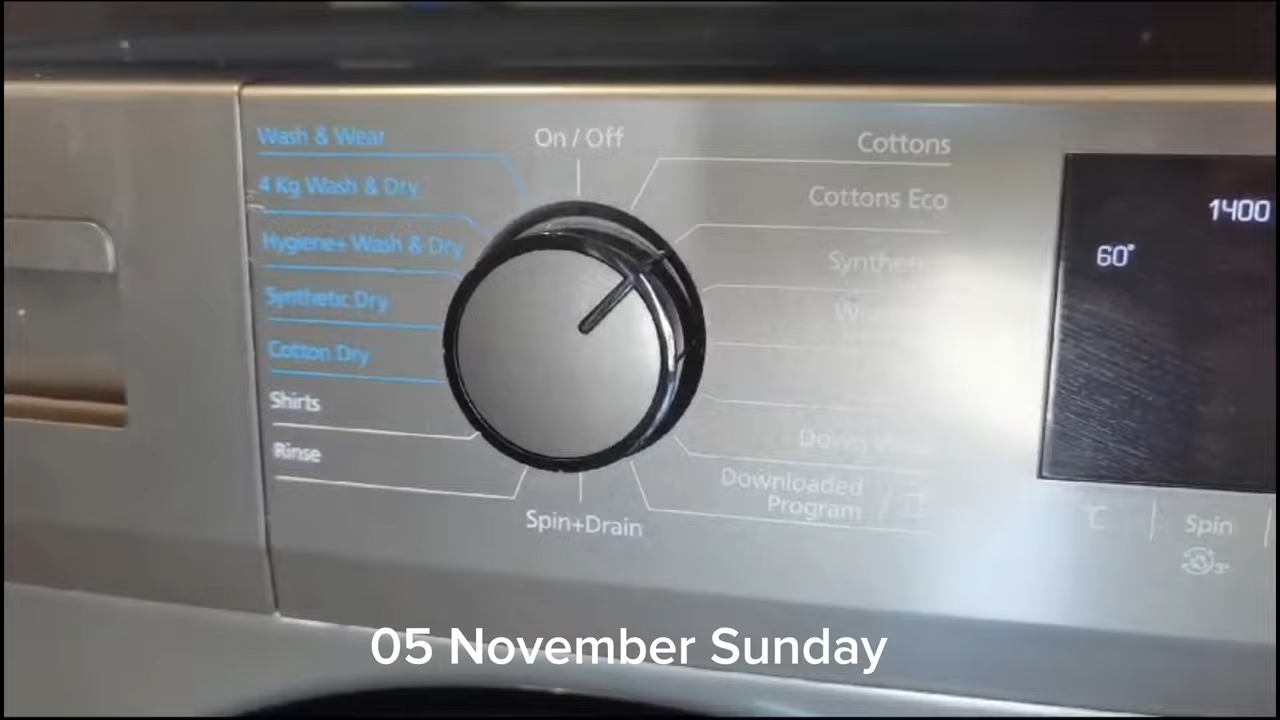 Wash & Wear
4 Kg Wash & Dry
Hygiene+ Wash & Dry
Synthetic Dry
Cotton Dry
Shirts
Rinse
On / Off
Spin+Drain
Cottons
Cottons Eco
Downloaded
Program
1400
60°
°C
Spin
05 November Sunday